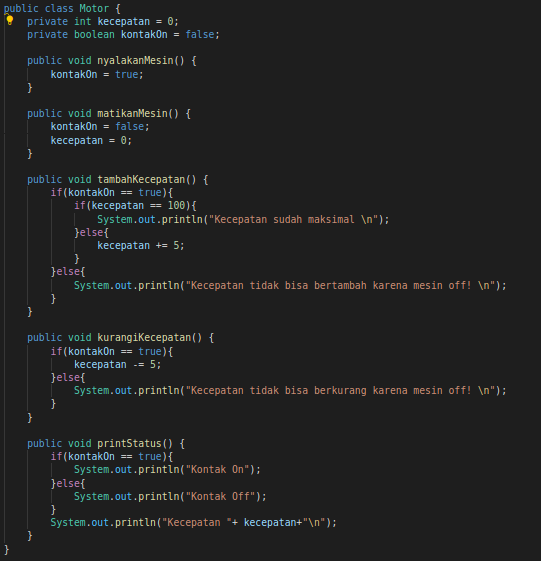 public class Motor {
    private int kecepatan = 0;
    private boolean kontakOn = false;

    public void nyalakanMesin() {
        kontakOn = true;
    }

    public void matikanMesin() {
        kontakOn = false;
        kecepatan = 0;
    }

    public void tambahKecepatan() {
        if(kontakOn == true){
            if(kecepatan == 100){
                System.out.println("Kecepatan sudah maksimal \n");
            }else{
                kecepatan += 5;
            }
        }else{
            System.out.println("Kecepatan tidak bisa bertambah karena mesin off! \n");
        }
    }

    public void kurangiKecepatan() {
        if(kontakOn == true){
            kecepatan -= 5;
        }else{
            System.out.println("Kecepatan tidak bisa berkurang karena mesin off! \n");
        }
    }

    public void printStatus() {
        if(kontakOn == true){
            System.out.println("Kontak On");
        }else{
            System.out.println("Kontak Off");
        }
        System.out.println("Kecepatan "+ kecepatan+"\n");
    }
}